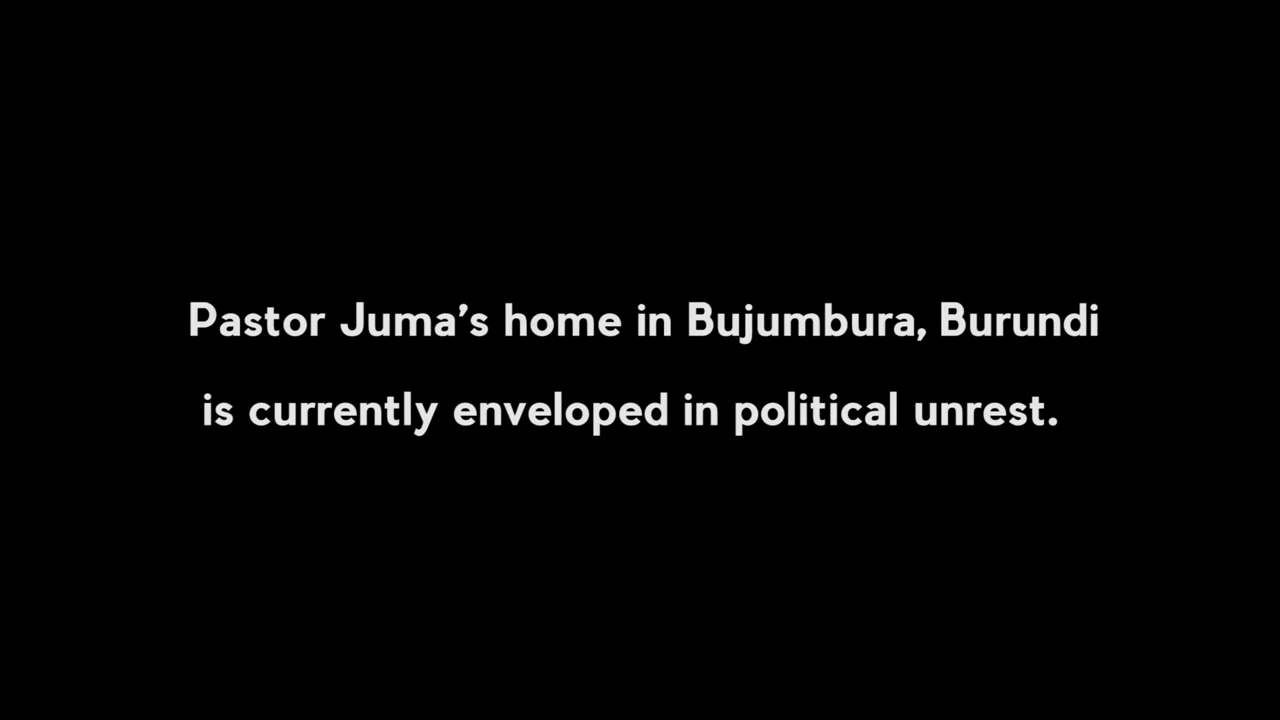 Pastor Juma’s home in Bujumbura, Burundi
is currently enveloped in political unrest.